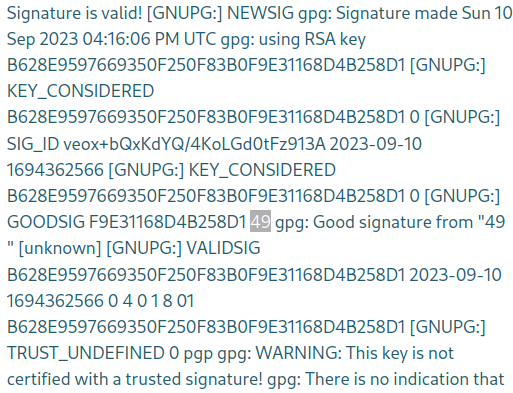 Signature is valid! [GNUPG:] NEWSIG gpg: Signature made Sun 10
Sep 2023 04:16:06 PM UTC gpg: using RSA key
B628E9597669350F250F83B0F9E31168D4B258D1 [GNUPG:]
KEY_CONSIDERED
B628E9597669350F250F83B0F9E31168D4B258D1 0 [GNUPG:]
SIG_ID veox+bQxKdYQ/4KoLGd0tFz913A 2023-09-10
1694362566 [GNUPG:] KEY_CONSIDERED
B628E9597669350F250F83B0F9E31168D4B258D1 0 [GNUPG:]
GOODSIG F9E31168D4B258D1 49 gpg: Good signature from "49
" [unknown] [GNUPG:] VALIDSIG
B628E9597669350F250F83B0F9E31168D4B258D1 2023-09-10
1694362566 0 4 0 1 8 01
B628E9597669350F250F83B0F9E31168D4B258D1 [GNUPG:]
TRUST_UNDEFINED 0 pgp gpg: WARNING: This key is not
certified with a trusted signature! gpg: There is no indication that